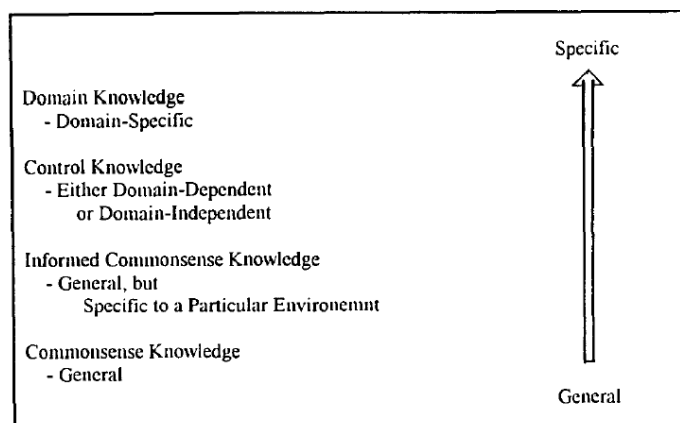 Specific
Domain Knowledge
- Domain-Specific
Control Knowledge
- Either Domain-Dependent
or Domain-Independent
Informed Commonsense Knowledge
- General, but
Specific to a Particular Environemnt
Commonsense Knowledge
- General
General